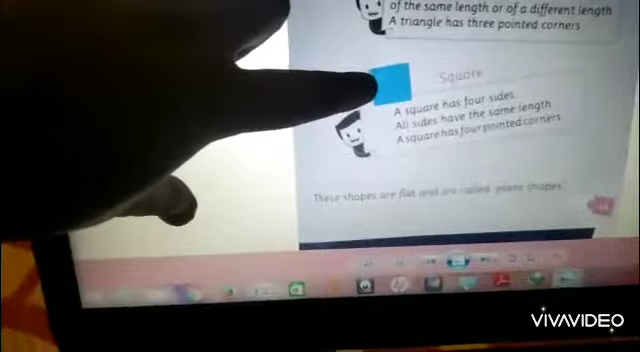 of the same length or of a different length
A triangle has three pointed corners
Square
A square has four sides.
All sides have the same length
A square has four pointed corners
These shapes are flat and are called 'plane shapes'
hp
VIVAVIDEO